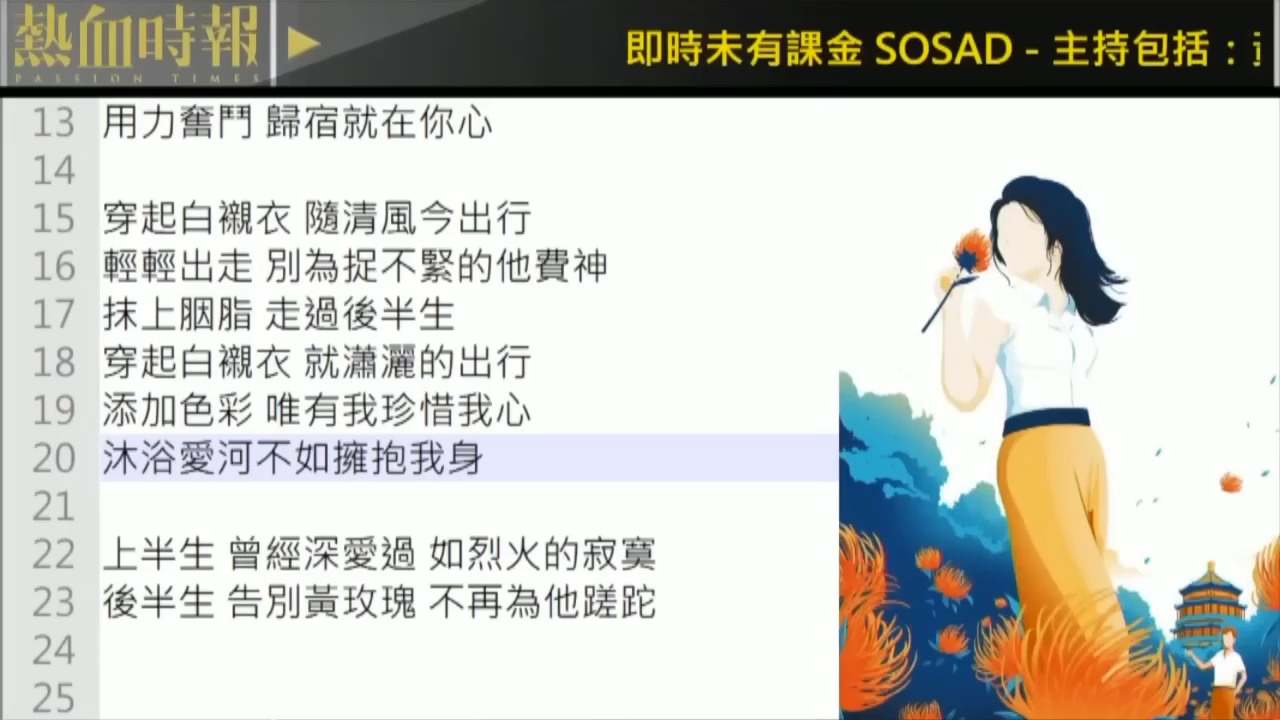 熱血時報
PASSION TIMES
即時未有課金 SOSAD - 主持包括：
13 用力奮鬥 歸宿就在你心
14
15 穿起白襯衣 隨清風今出行
16 輕輕出走 別為捉不緊的他費神
17 抹上胭脂 走過後半生
18 穿起白襯衣 就瀟灑的出行
19 添加色彩 唯有我珍惜我心
20 沐浴愛河不如擁抱我身
21
22 上半生 曾經深愛過 如烈火的寂寞
23 後半生 告別黃玫瑰 不再為他蹉跎
24
25